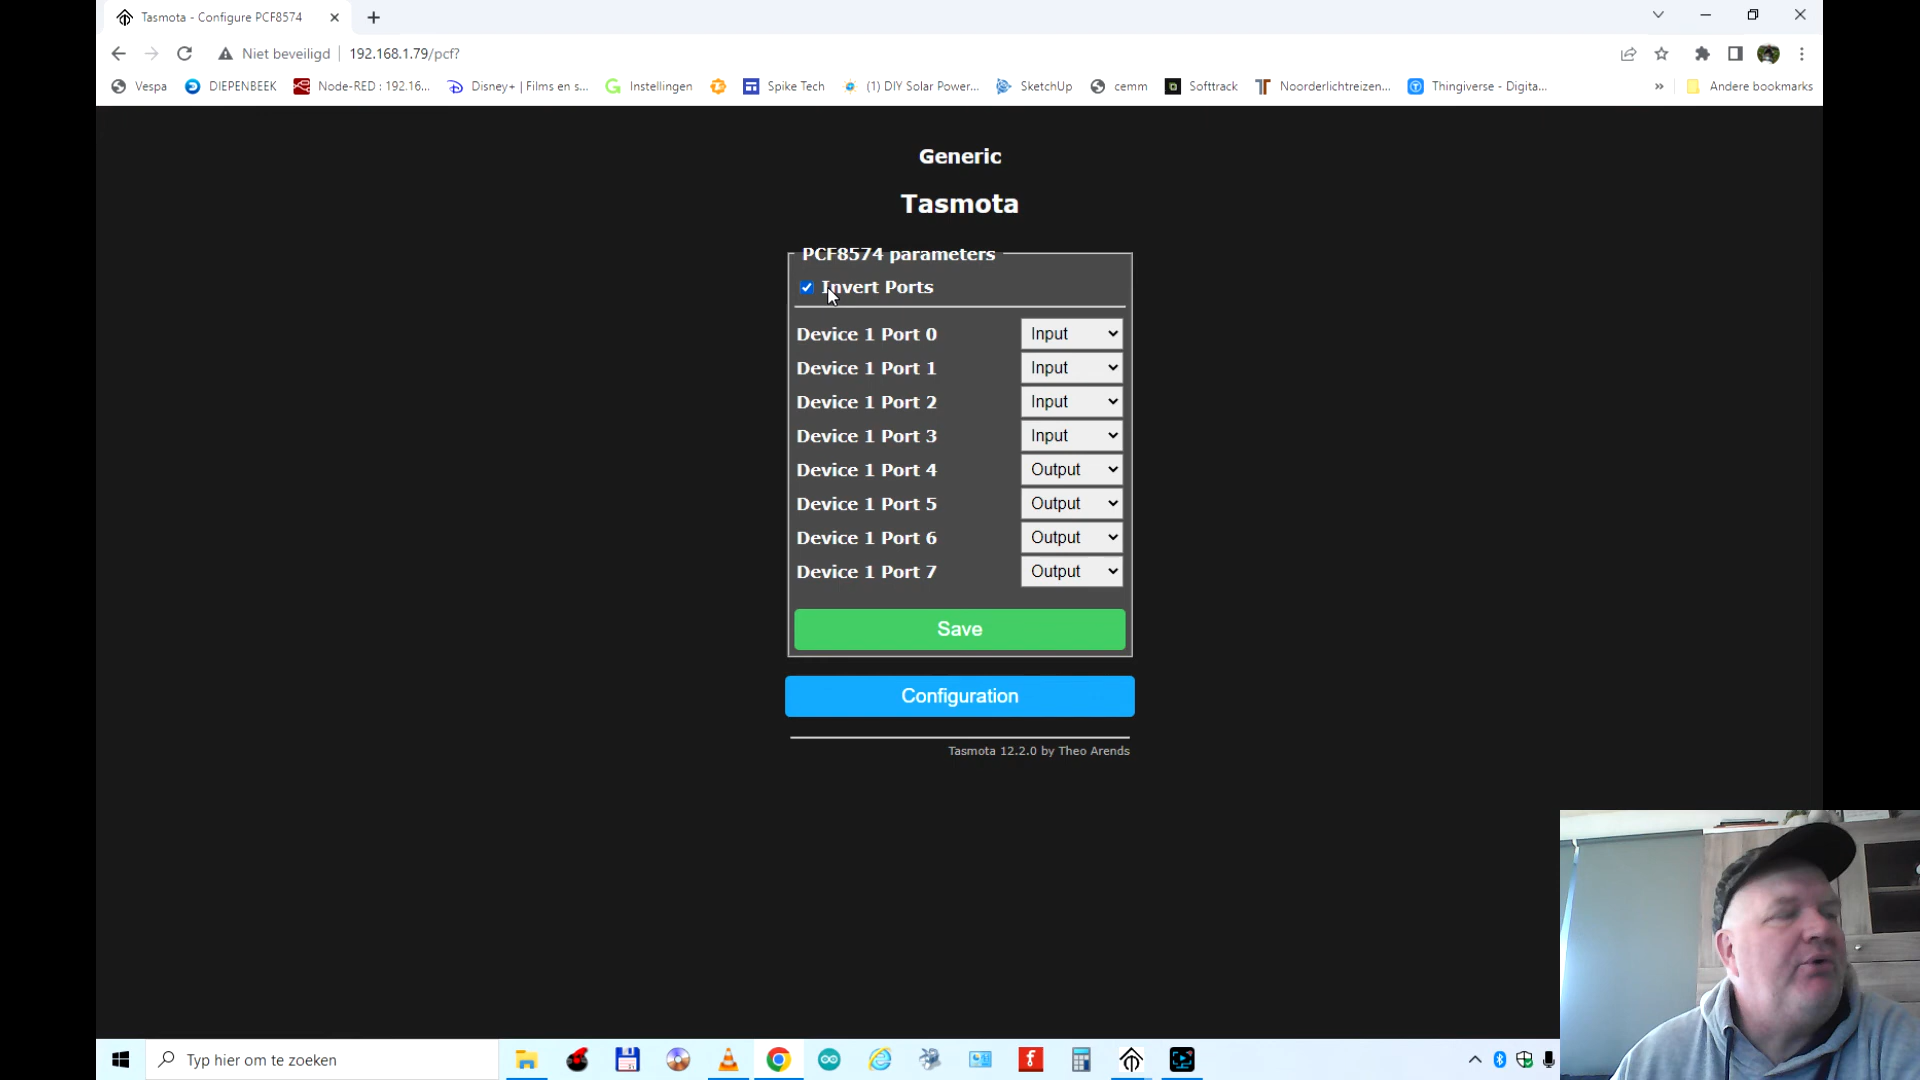 Tasmota - Configure PCF8574
Niet beveiligd
192.168.1.79/pcf?
Vespa
DIEPENBEEK
Node-RED : 192.16...
Disney+ | Films en s...
Instellingen
Spike Tech
(1) DIY Solar Power...
SketchUp
cemm
Softtrack
Noorderlichtreizen...
Thingiverse - Digita...
»
Andere bookmarks
Generic
Tasmota
PCF8574 parameters
Invert Ports
Device 1 Port 0 Input
Device 1 Port 1 Input
Device 1 Port 2 Input
Device 1 Port 3 Input
Device 1 Port 4 Output
Device 1 Port 5 Output
Device 1 Port 6 Output
Device 1 Port 7 Output
Save
Configuration
Tasmota 12.2.0 by Theo Arends
Typ hier om te zoeken